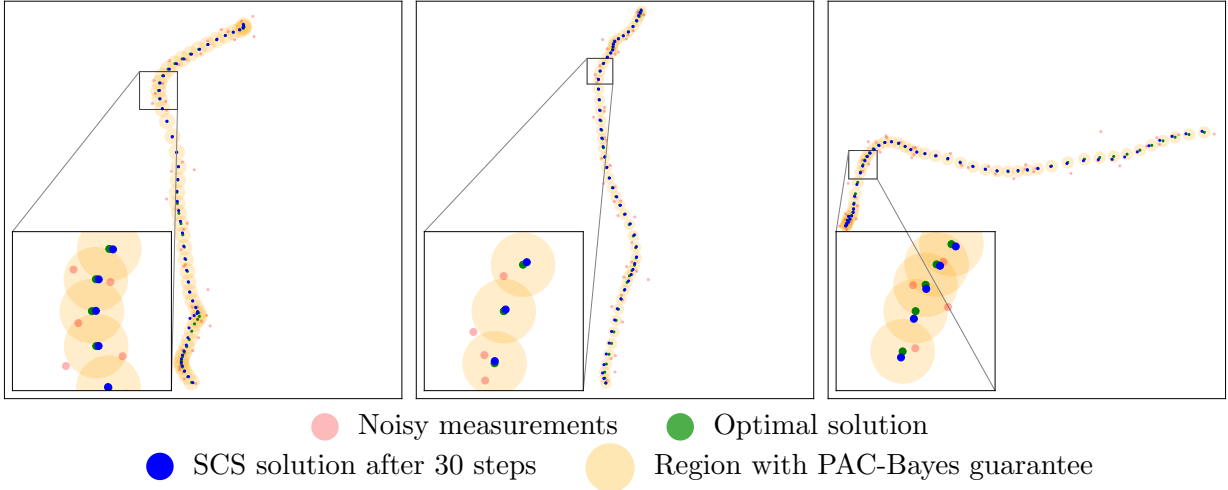 Noisy measurements Optimal solution
SCS solution after 30 steps Region with PAC-Bayes guarantee